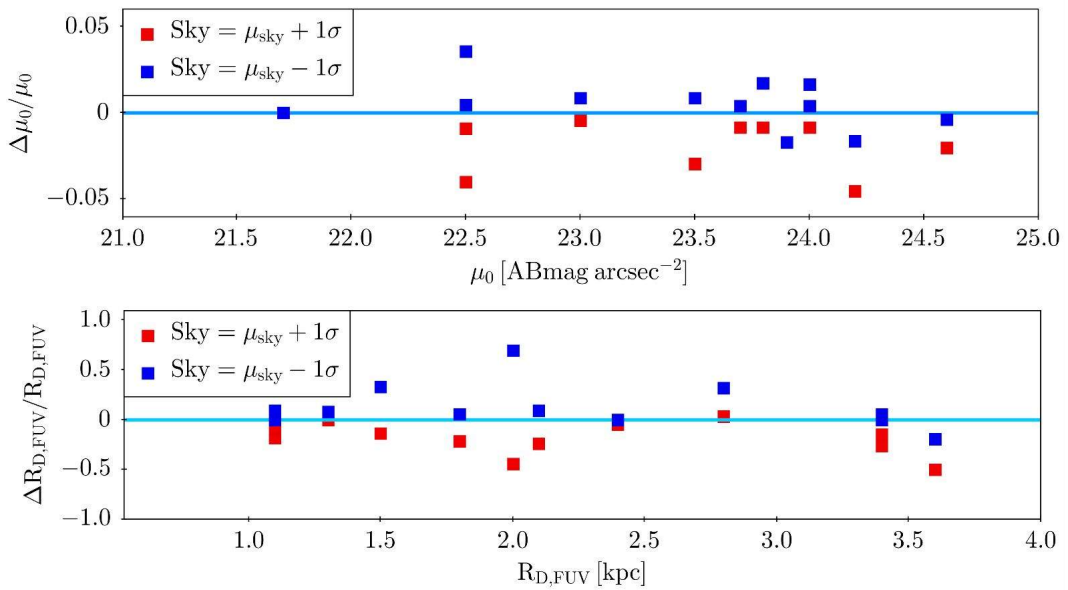 0.05
0
−0.05
Δμ₀/μ₀
Sky = μsky + 1σ
Sky = μsky − 1σ
21.0 21.5 22.0 22.5 23.0 23.5 24.0 24.5 25.0
μ₀ [ABmag arcsec⁻²]
1.0
0.5
0
−0.5
−1.0
ΔR_D,FUV/R_D,FUV
Sky = μsky + 1σ
Sky = μsky − 1σ
1.0 1.5 2.0 2.5 3.0 3.5 4.0
R_D,FUV [kpc]